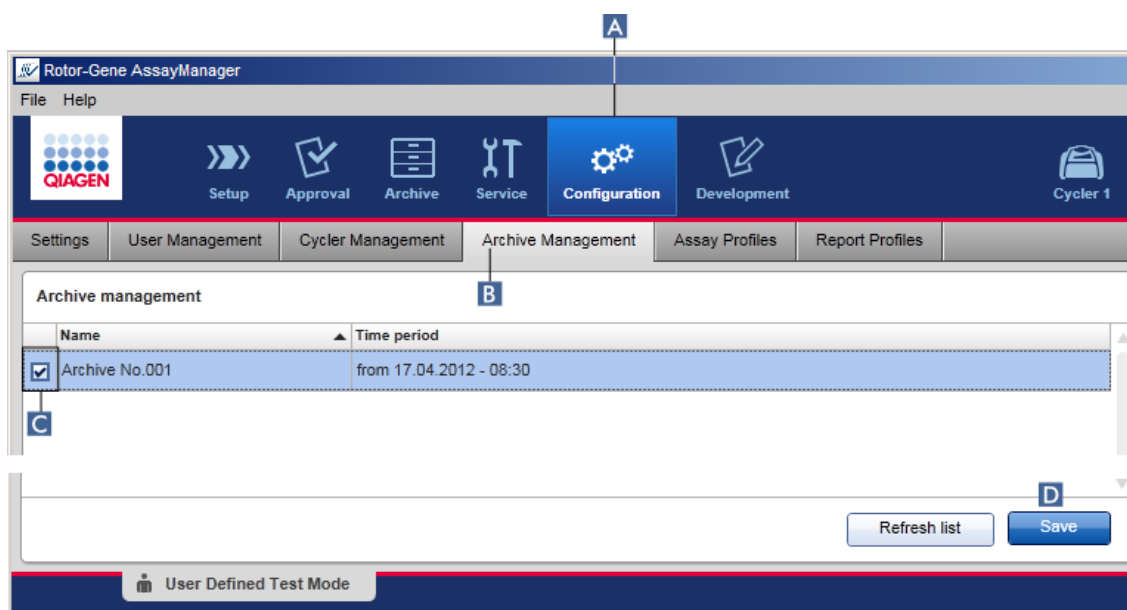 A
Rotor-Gene AssayManager
File Help
QIAGEN
Setup Approval Archive Service Configuration Development Cycler 1
Settings User Management Cycler Management Archive Management Assay Profiles Report Profiles
B
Archive management
Name Time period
Archive No.001 from 17.04.2012 - 08:30
C
D
Refresh list Save
User Defined Test Mode